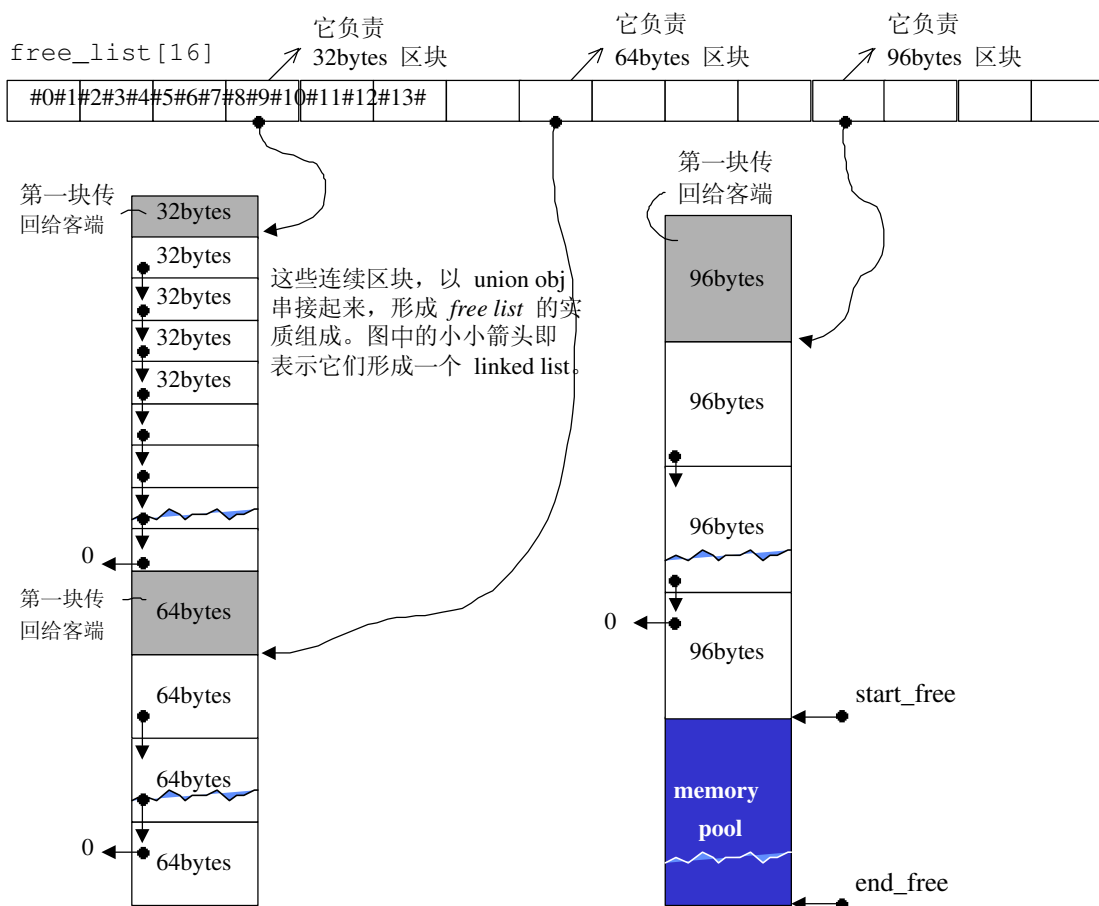 free_list[16]
它负责
32bytes 区块
它负责
64bytes 区块
它负责
96bytes 区块
#0#1#2#3#4#5#6#7#8#9#10#11#12#13#
第一块传
回给客端
32bytes
32bytes
32bytes
32bytes
32bytes
0
这些连续区块，以 union obj
串接起来，形成 free list 的实
质组成。图中的小小箭头即
表示它们形成一个 linked list。
第一块传
回给客端
64bytes
64bytes
64bytes
0
64bytes
第一块传
回给客端
96bytes
96bytes
96bytes
0
96bytes
start_free
memory
pool
end_free